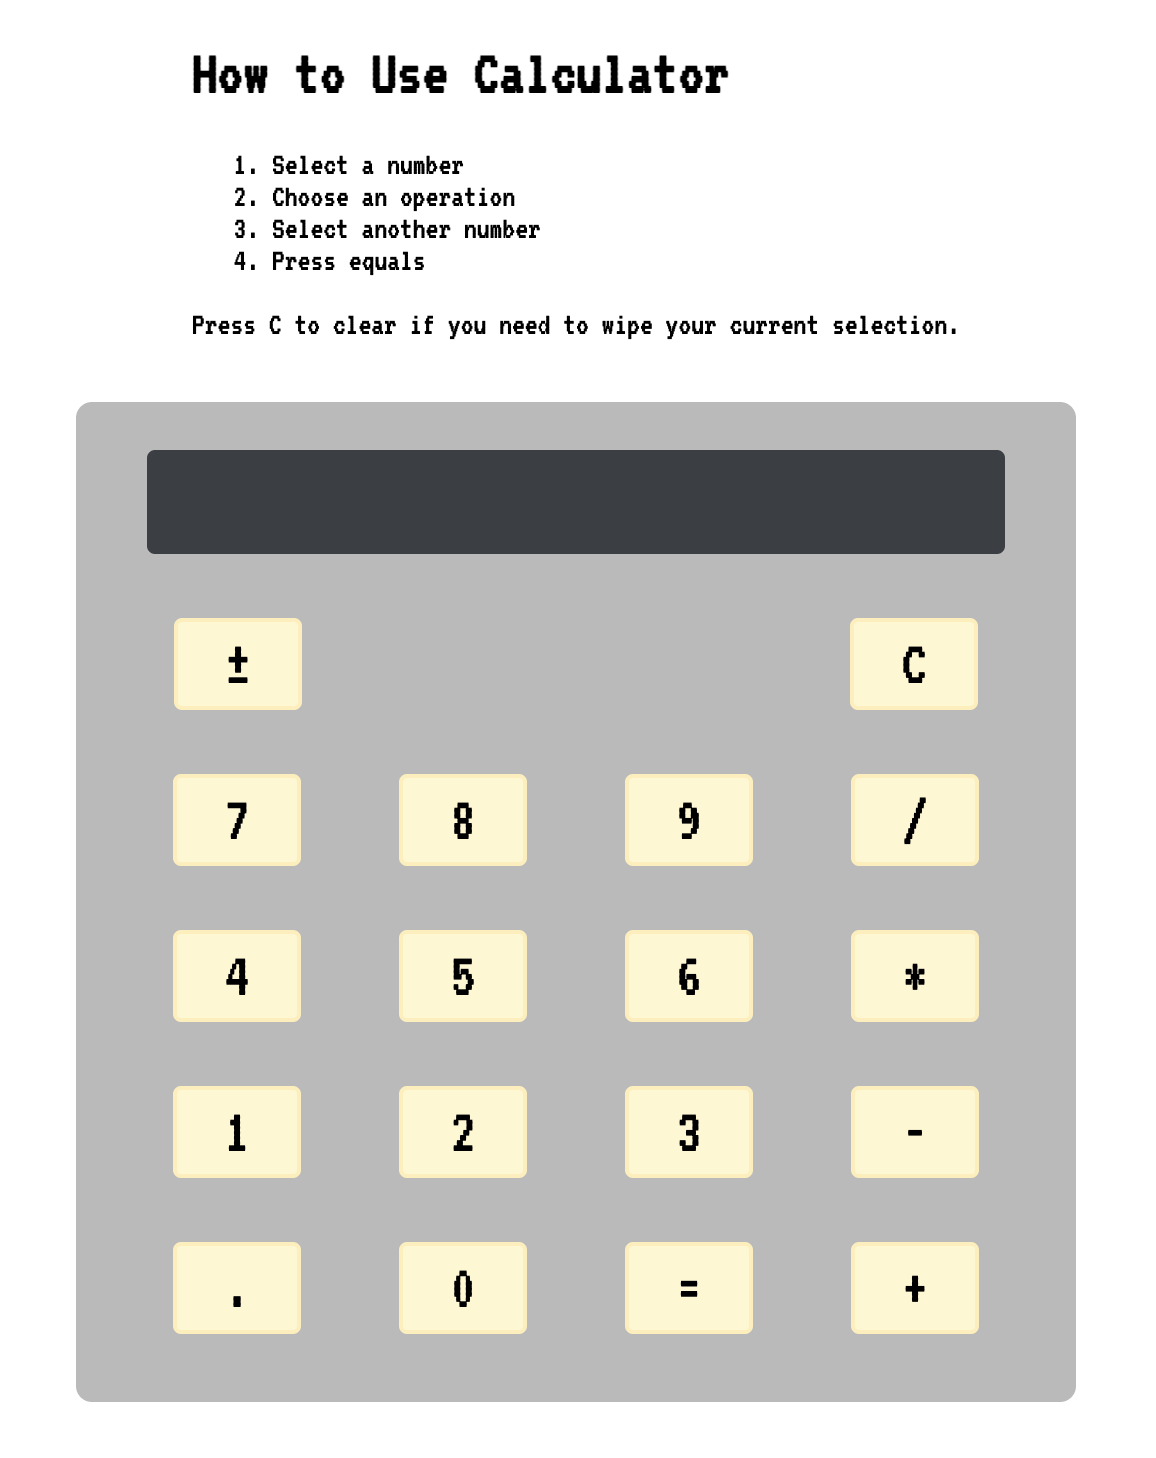 How to Use Calculator
1. Select a number
2. Choose an operation
3. Select another number
4. Press equals
Press C to clear if you need to wipe your current selection.
± C
7 8 9 /
4 5 6 *
1 2 3 -
. 0 = +